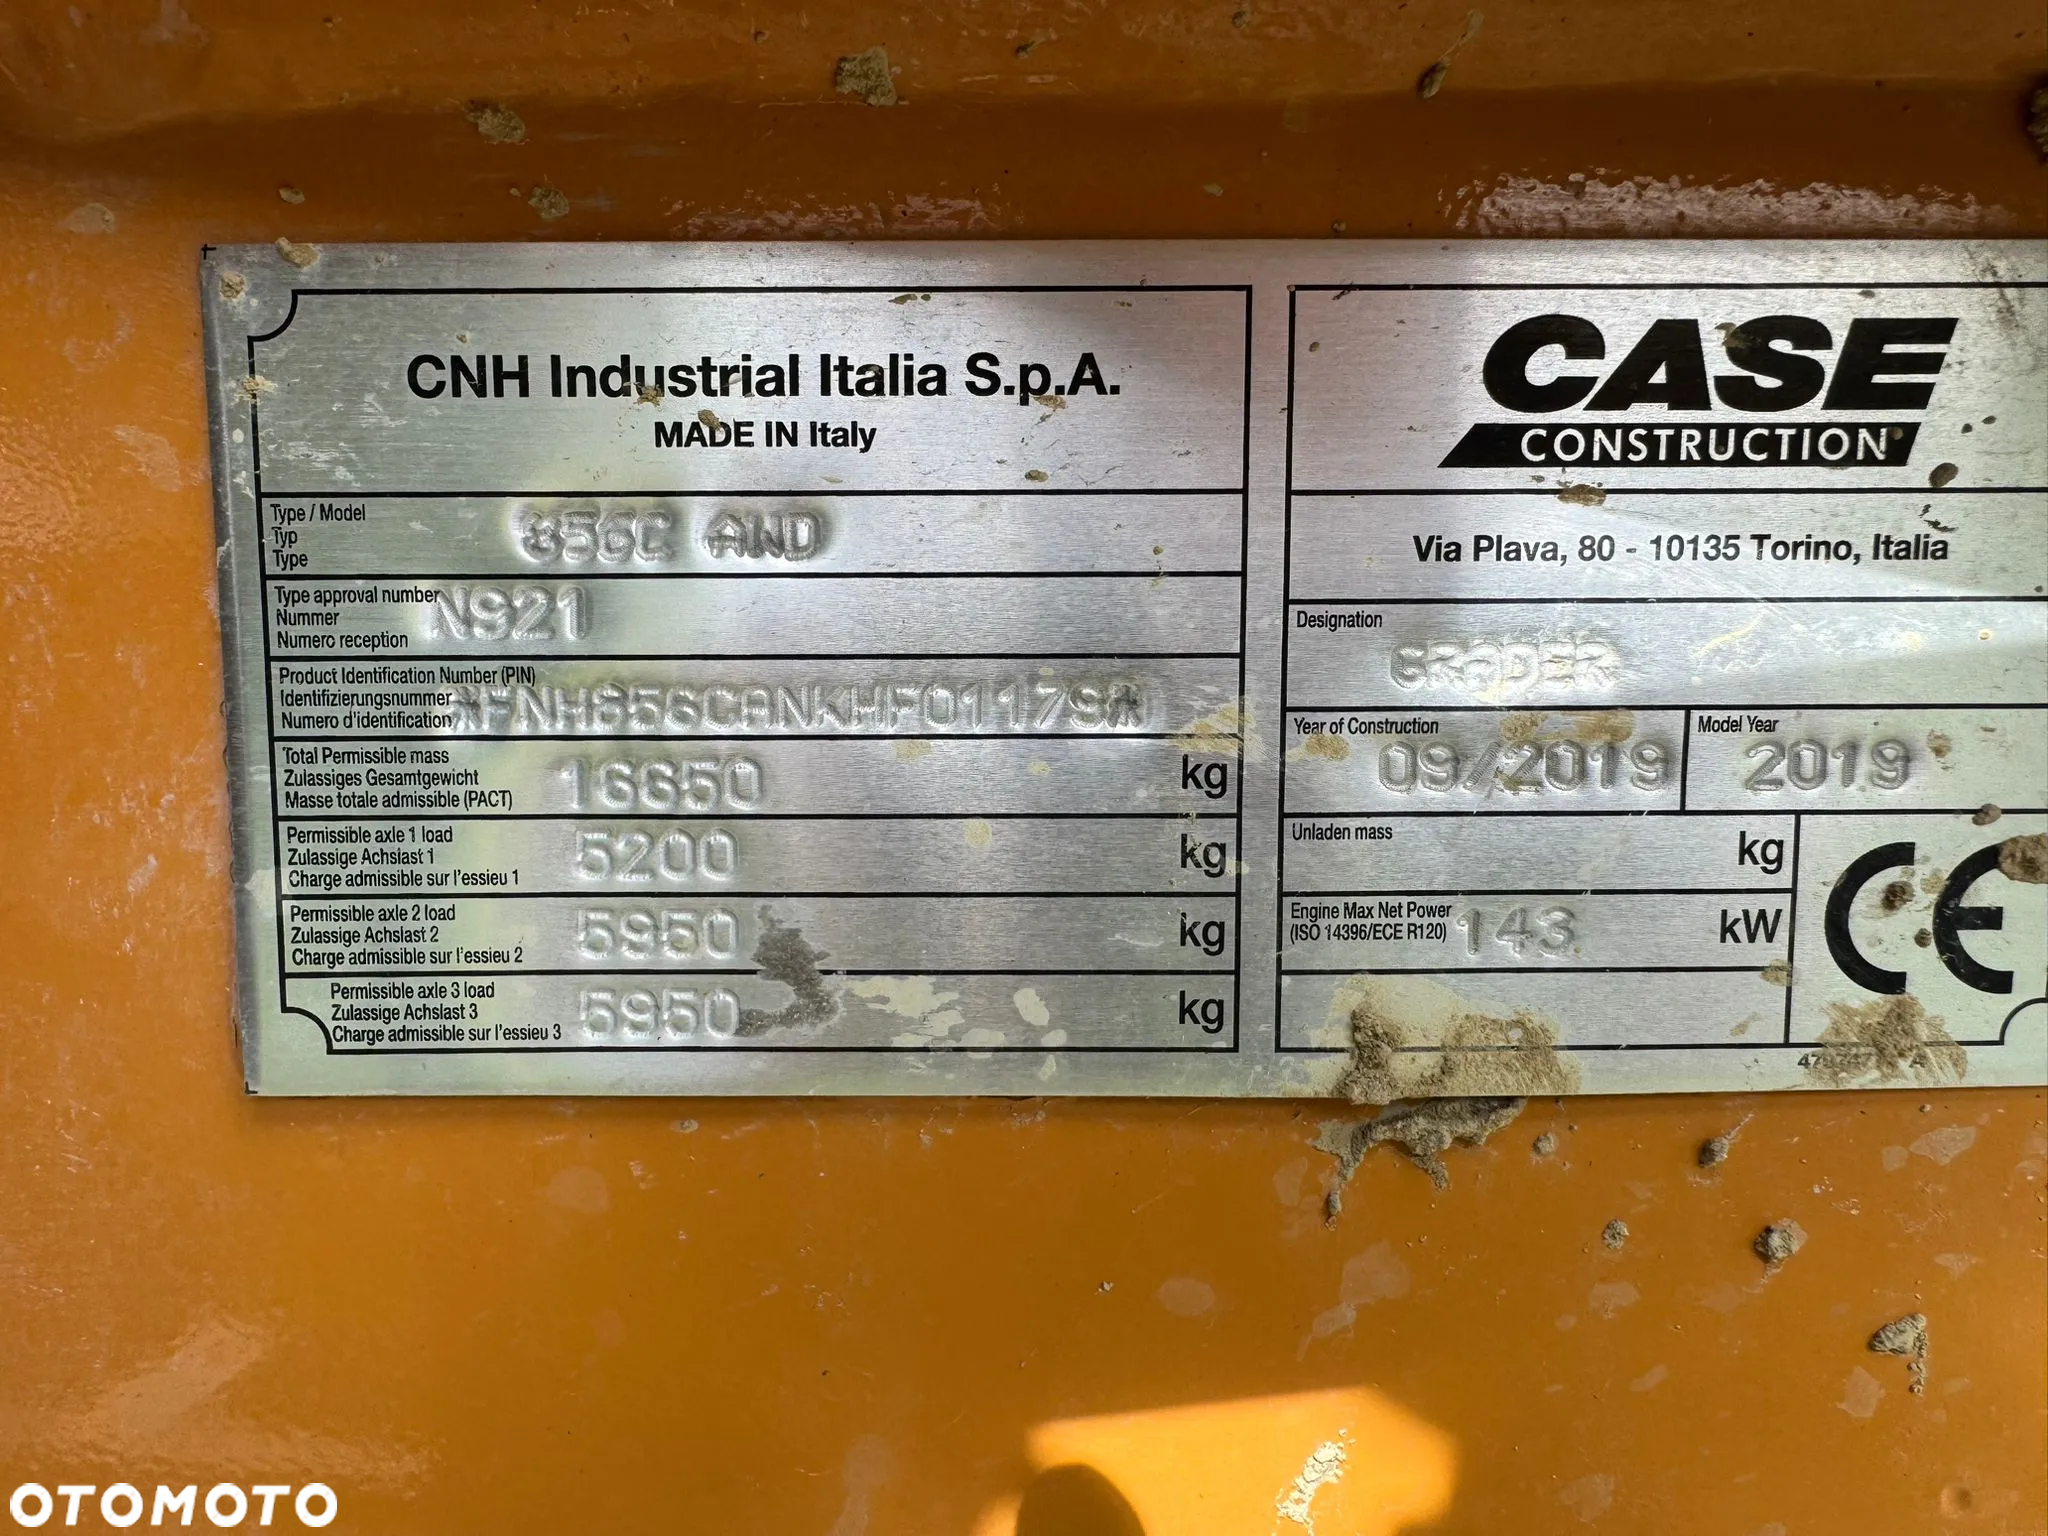 CNH Industrial Italia S.p.A.
MADE IN Italy
Type / Model
Typ
Type
856C AWD
Type approval number
Nummer
Numero reception
N921
Product Identification Number (PIN)
Identifizierungsnummer
Numero d'identification
Total Permissible mass
Zulassiges Gesamtgewicht
Masse totale admissible (PACT)
16650
kg
Permissible axle 1 load
Zulassige Achslast 1
Charge admissible sur l'essieu 1
5200
kg
Permissible axle 2 load
Zulassige Achslast 2
Charge admissible sur l'essieu 2
5950
kg
Permissible axle 3 load
Zulassige Achslast 3
Charge admissible sur l'essieu 3
5950
kg
CASE
CONSTRUCTION
Via Plava, 80 - 10135 Torino, Italia
Designation
GRADER
Year of Construction
09/2019
Model Year
2019
Unladen mass
kg
Engine Max Net Power
(ISO 14396/ECE R120)
143
kW
CE
OTOMOTO